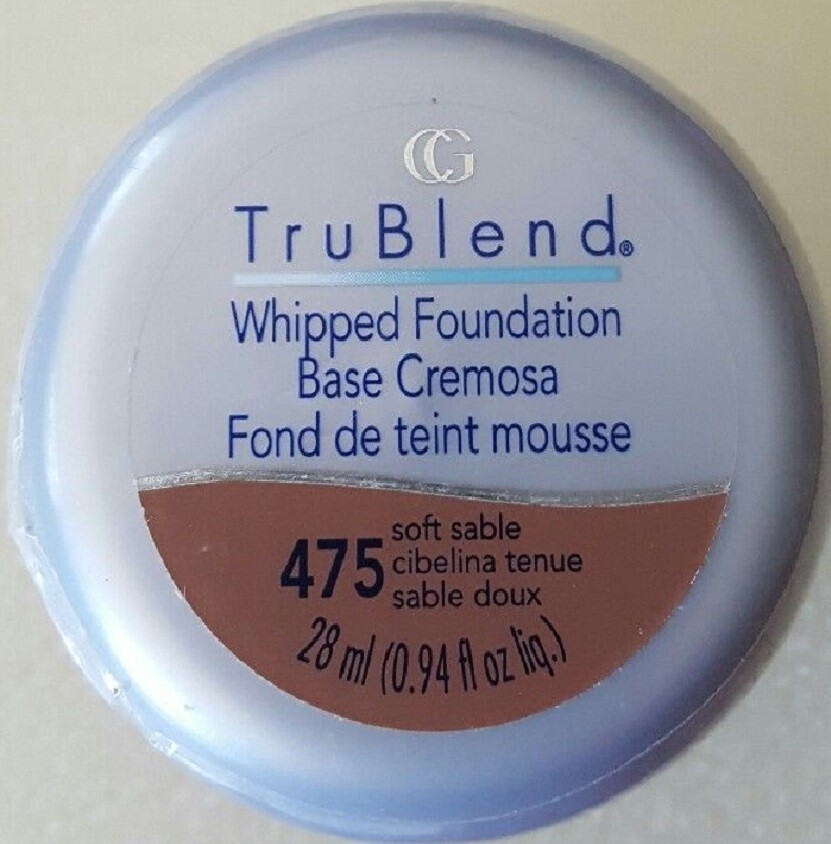 CG
TruBlend®
Whipped Foundation
Base Cremosa
Fond de teint mousse
475
soft sable
cibelina tenue
sable doux
28 ml (0.94 fl oz liq.)